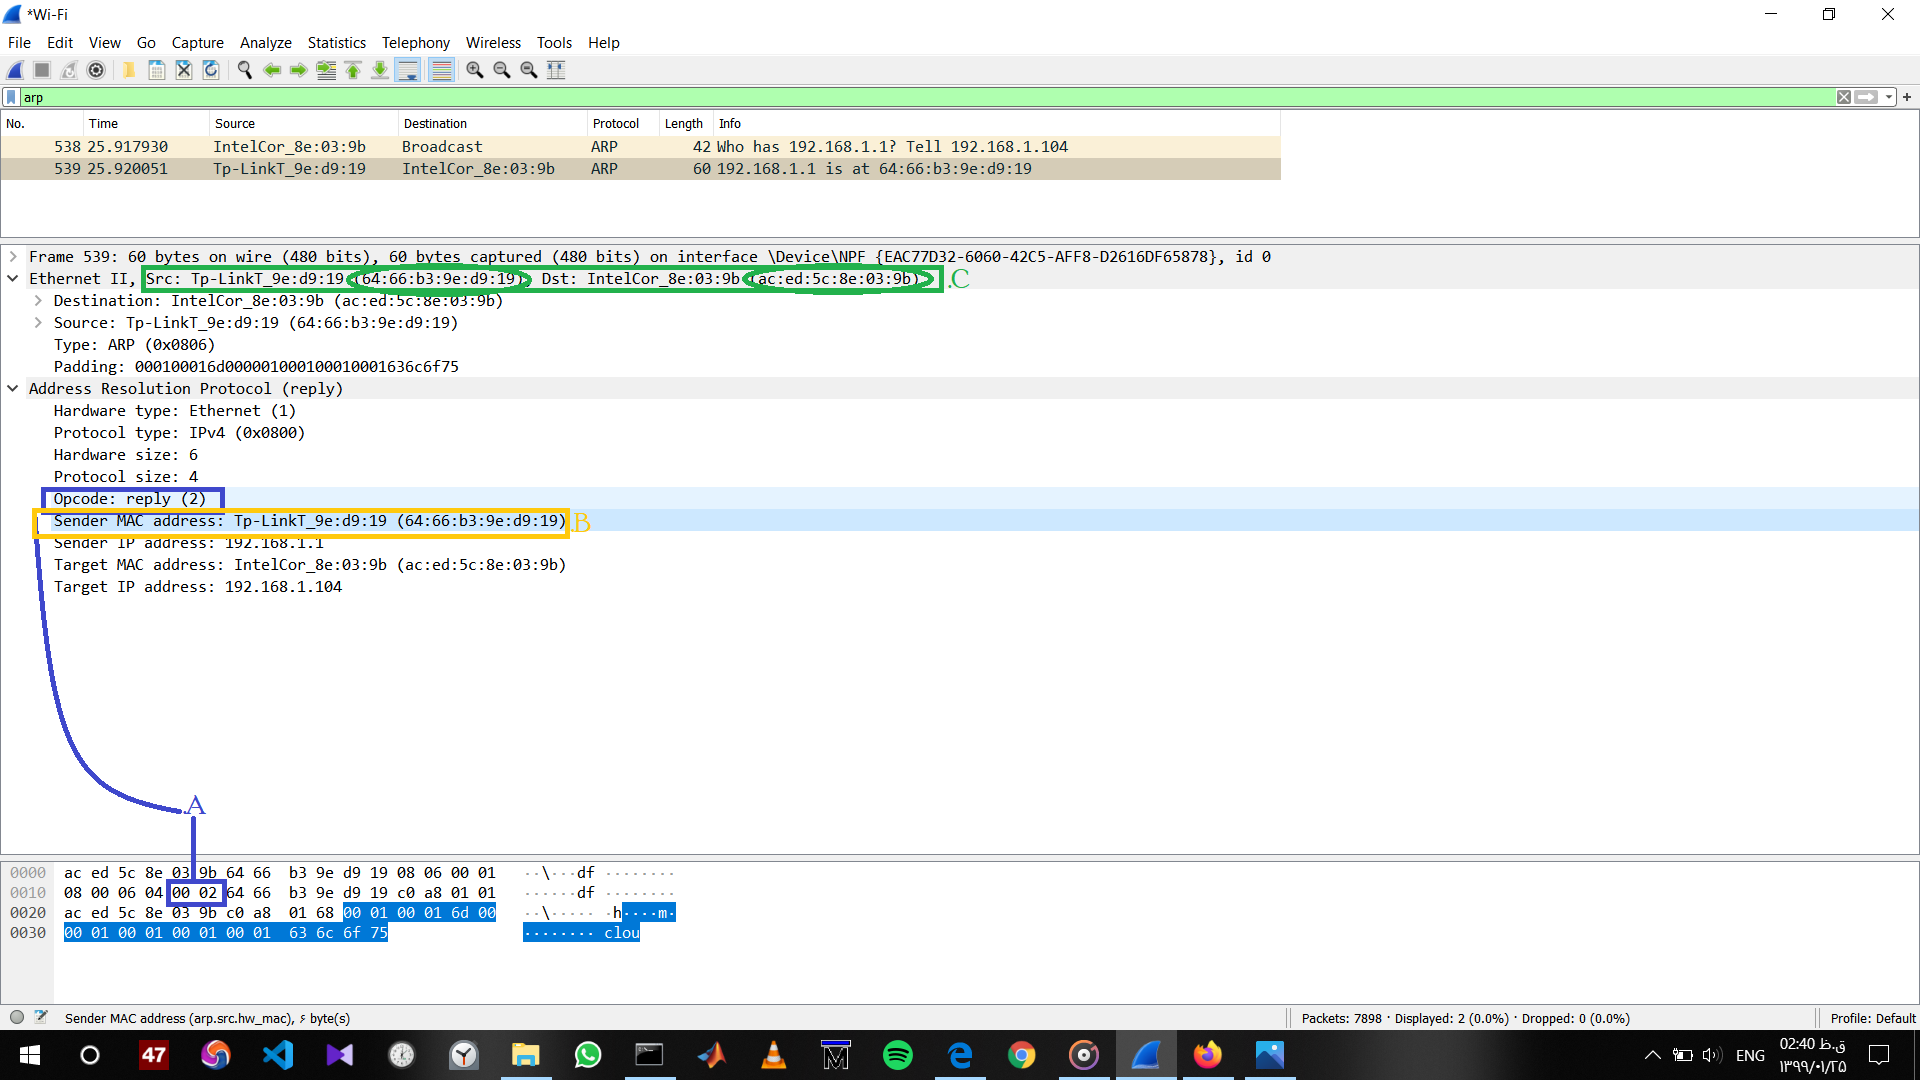 *Wi-Fi
File Edit View Go Capture Analyze Statistics Telephony Wireless Tools Help
arp
No. Time Source Destination Protocol Length Info
538 25.917930 IntelCor_8e:03:9b Broadcast ARP 42 Who has 192.168.1.1? Tell 192.168.1.104
539 25.920051 Tp-LinkT_9e:d9:19 IntelCor_8e:03:9b ARP 60 192.168.1.1 is at 64:66:b3:9e:d9:19
Frame 539: 60 bytes on wire (480 bits), 60 bytes captured (480 bits) on interface \Device\NPF_{EAC77D32-6060-42C5-AFF8-D2616DF65878}, id 0
Ethernet II, Src: Tp-LinkT_9e:d9:19 (64:66:b3:9e:d9:19), Dst: IntelCor_8e:03:9b (ac:ed:5c:8e:03:9b) .C
Destination: IntelCor_8e:03:9b (ac:ed:5c:8e:03:9b)
Source: Tp-LinkT_9e:d9:19 (64:66:b3:9e:d9:19)
Type: ARP (0x0806)
Padding: 000100016d000001000100010001636c6f75
Address Resolution Protocol (reply)
Hardware type: Ethernet (1)
Protocol type: IPv4 (0x0800)
Hardware size: 6
Protocol size: 4
Opcode: reply (2)
Sender MAC address: Tp-LinkT_9e:d9:19 (64:66:b3:9e:d9:19) .B
Sender IP address: 192.168.1.1
Target MAC address: IntelCor_8e:03:9b (ac:ed:5c:8e:03:9b)
Target IP address: 192.168.1.104
.A
0000 ac ed 5c 8e 03 9b 64 66 b3 9e d9 19 08 06 00 01 ··\···df ········
0010 08 00 06 04 00 02 64 66 b3 9e d9 19 c0 a8 01 01 ······df ········
0020 ac ed 5c 8e 03 9b c0 a8 01 68 00 01 00 01 6d 00 ··\····· ·h····m·
0030 00 01 00 01 00 01 00 01 63 6c 6f 75 ········ clou
Sender MAC address (arp.src.hw_mac), ۶ byte(s) Packets: 7898 · Displayed: 2 (0.0%) · Dropped: 0 (0.0%) Profile: Default
47 ENG 02:40 ق.ظ
۱۳۹۹/۰۱/۲۵